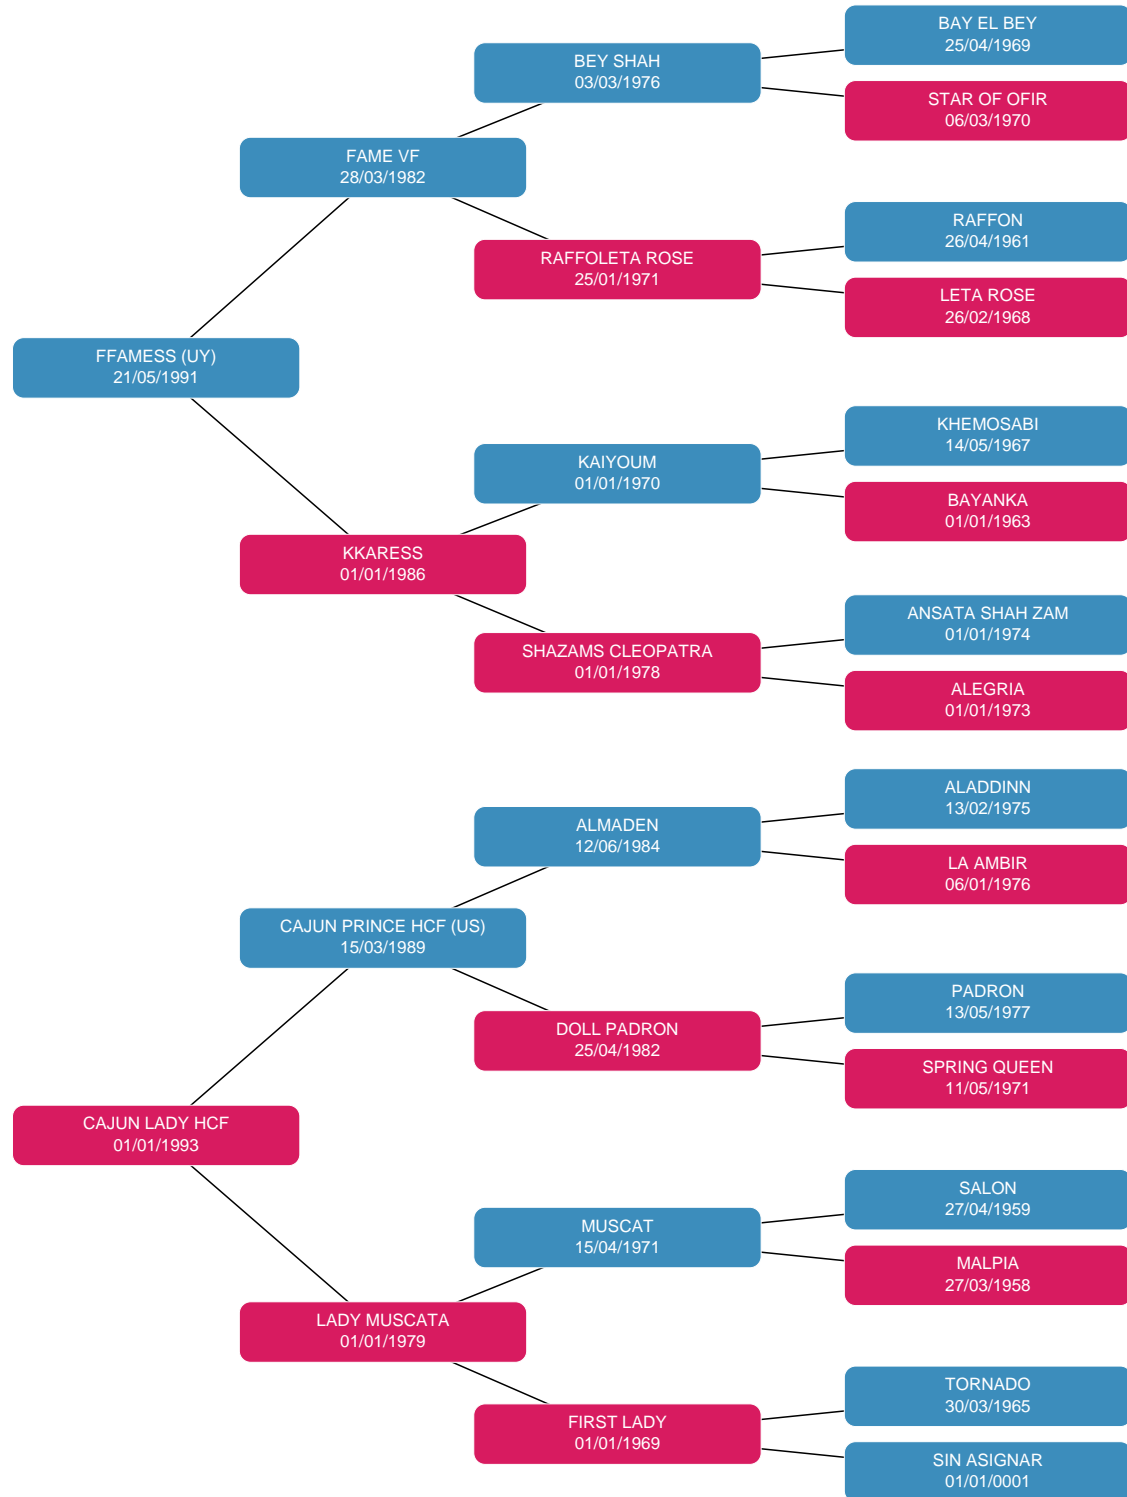 BAY EL BEY
25/04/1969
BEY SHAH
03/03/1976
STAR OF OFIR
06/03/1970
FAME VF
28/03/1982
RAFFON
26/04/1961
RAFFOLETA ROSE
25/01/1971
LETA ROSE
26/02/1968
FFAMESS (UY)
21/05/1991
KHEMOSABI
14/05/1967
KAIYOUM
01/01/1970
BAYANKA
01/01/1963
KKARESS
01/01/1986
ANSATA SHAH ZAM
01/01/1974
SHAZAMS CLEOPATRA
01/01/1978
ALEGRIA
01/01/1973
ALADDINN
13/02/1975
ALMADEN
12/06/1984
LA AMBIR
06/01/1976
CAJUN PRINCE HCF (US)
15/03/1989
PADRON
13/05/1977
DOLL PADRON
25/04/1982
SPRING QUEEN
11/05/1971
CAJUN LADY HCF
01/01/1993
SALON
27/04/1959
MUSCAT
15/04/1971
MALPIA
27/03/1958
LADY MUSCATA
01/01/1979
TORNADO
30/03/1965
FIRST LADY
01/01/1969
SIN ASIGNAR
01/01/0001